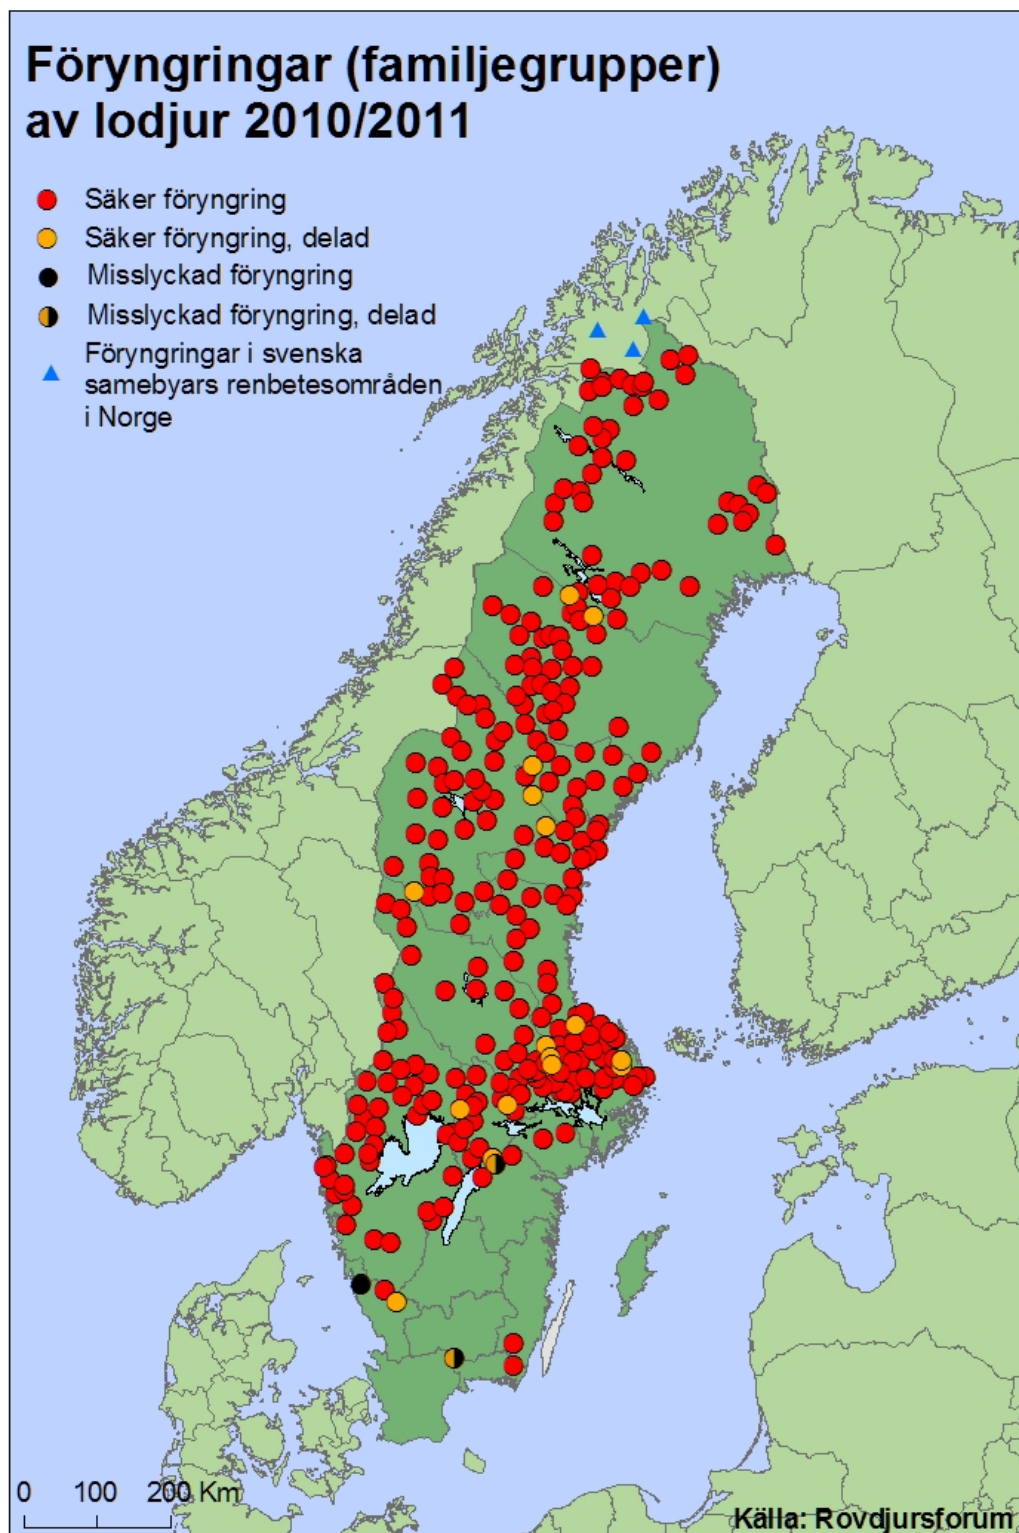 Föryngringar (familjegrupper)
av lodjur 2010/2011
Säker föryngring
Säker föryngring, delad
Misslyckad föryngring
Misslyckad föryngring, delad
Föryngringar i svenska
samebyars renbetesområden
i Norge
0 100 200 Km
Källa: Rovdjursforum